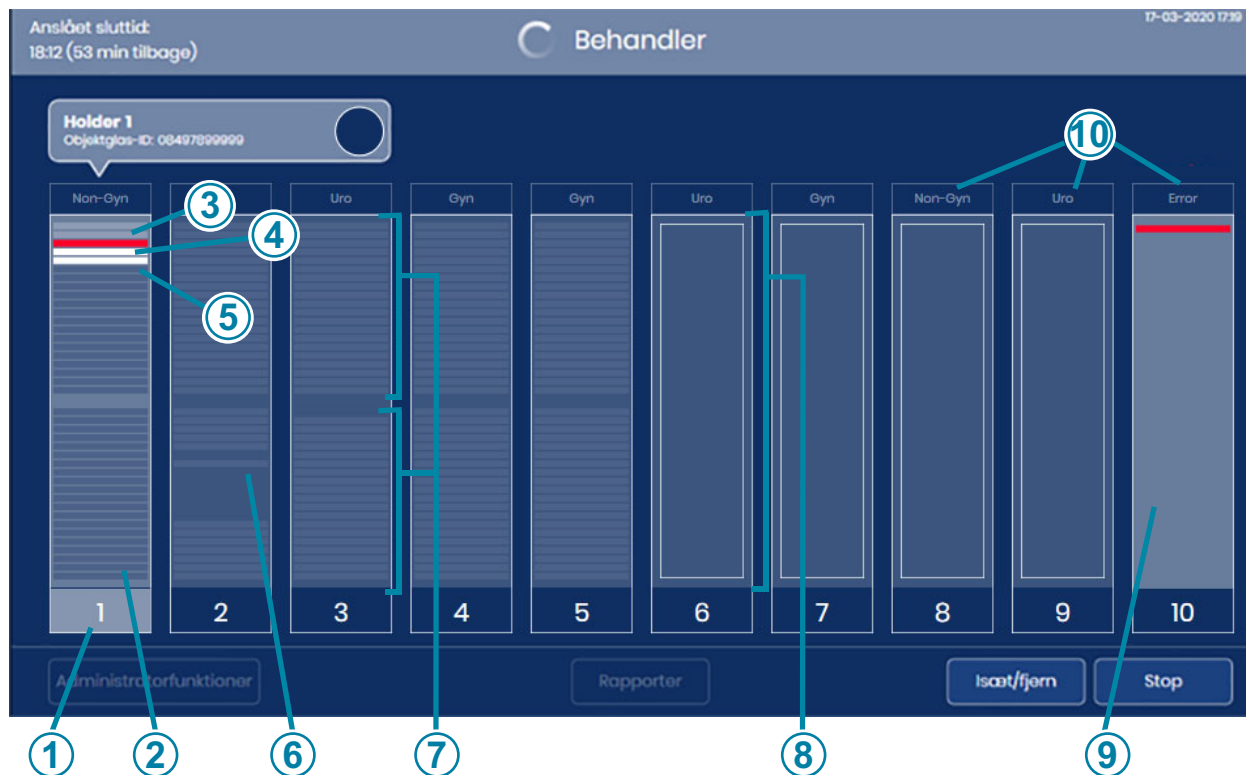 Anslået sluttid:
18:12 (53 min tilbage)
Behandler
17-03-2020 17:19
Holder 1
Objektglas-ID: 08497899999
10
Non-Gyn
Uro
Gyn
Gyn
Uro
Gyn
Non-Gyn
Uro
Error
3
4
5
1
2
3
4
5
6
7
8
9
10
Administratorfunktioner
Rapporter
Isæt/fjern
Stop
1
2
6
7
8
9